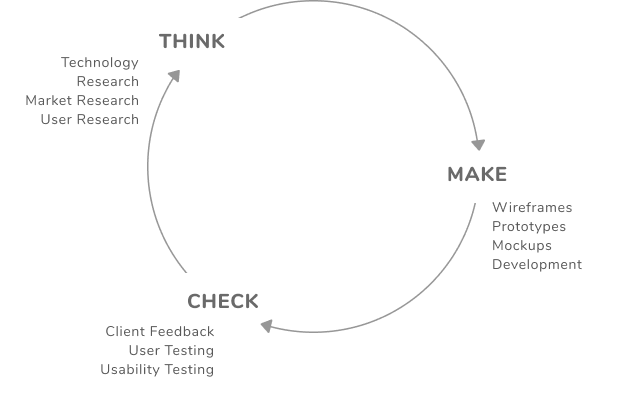 THINK
Technology
Research
Market Research
User Research
MAKE
Wireframes
Prototypes
Mockups
Development
CHECK
Client Feedback
User Testing
Usability Testing